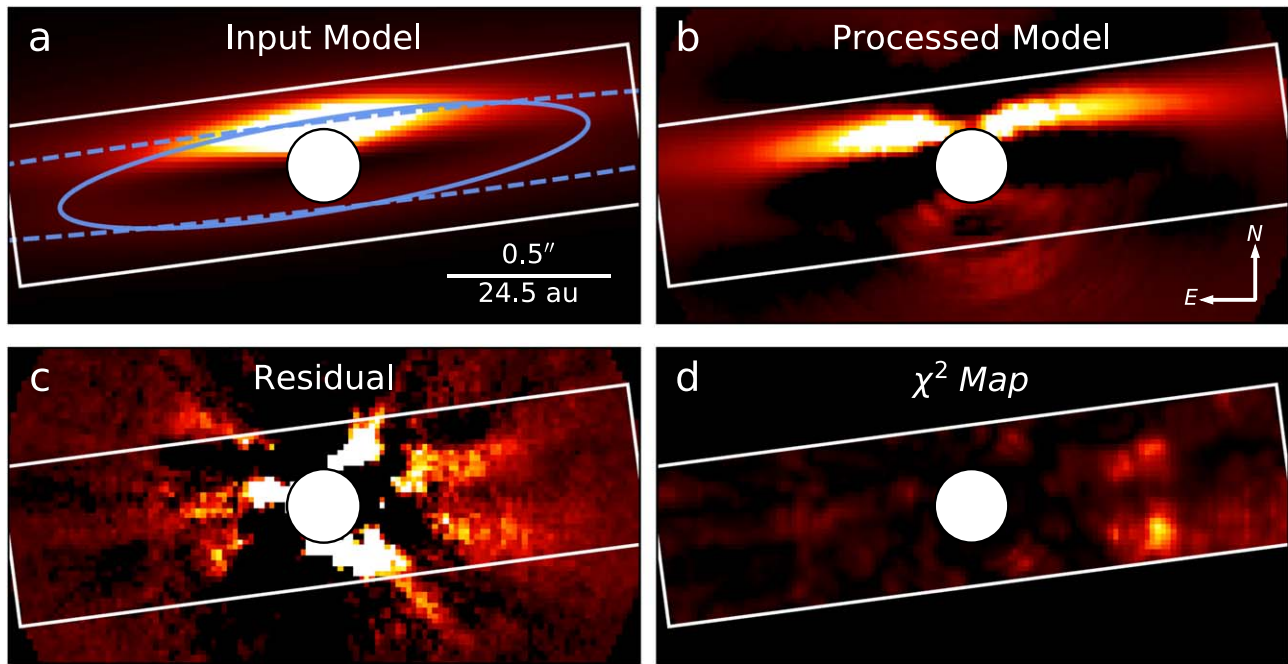 a
Input Model
0.5″
24.5 au
b
Processed Model
N
E
c
Residual
d
χ² Map